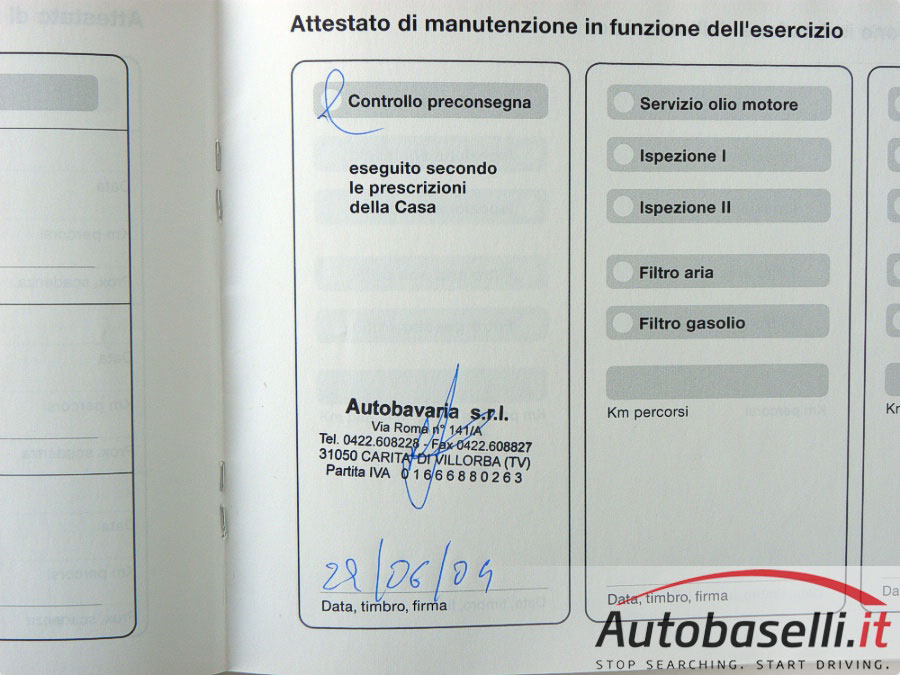 Attestato di manutenzione in funzione dell'esercizio
Controllo preconsegna
eseguito secondo
le prescrizioni
della Casa
Autobavaria s.r.l.
Via Roma n° 141/A
Tel. 0422.608228 - Fax 0422.608827
31050 CARITA' DI VILLORBA (TV)
Partita IVA 01666880263
Data, timbro, firma
Servizio olio motore
Ispezione I
Ispezione II
Filtro aria
Filtro gasolio
Km percorsi
Data, timbro, firma
Autobaselli.it
STOP SEARCHING. START DRIVING.